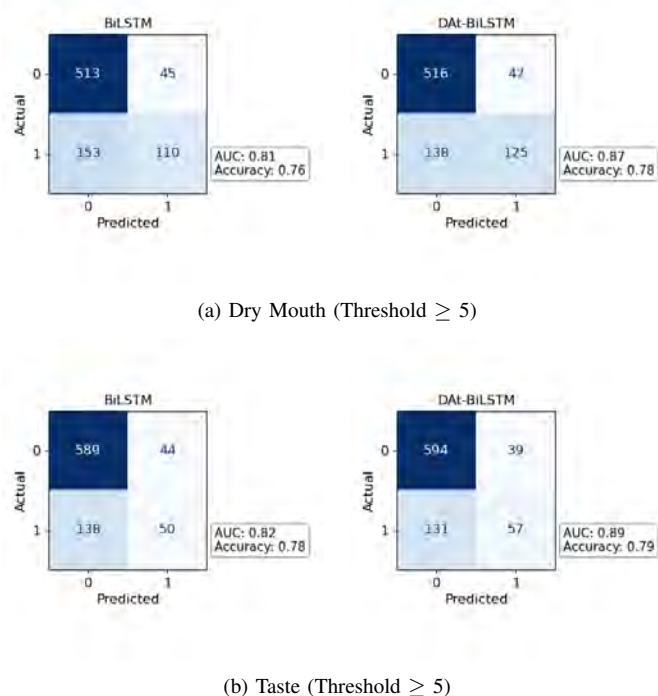 BiLSTM
DAt-BiLSTM
0
513
45
0
516
47
Actual
Actual
1
153
110
1
138
125
AUC: 0.81
Accuracy: 0.76
AUC: 0.87
Accuracy: 0.78
0
1
0
1
Predicted
Predicted
(a) Dry Mouth (Threshold ≥ 5)
BiLSTM
DAt-BiLSTM
0
589
44
0
594
39
Actual
Actual
1
138
50
1
131
57
AUC: 0.82
Accuracy: 0.78
AUC: 0.89
Accuracy: 0.79
0
1
0
1
Predicted
Predicted
(b) Taste (Threshold ≥ 5)